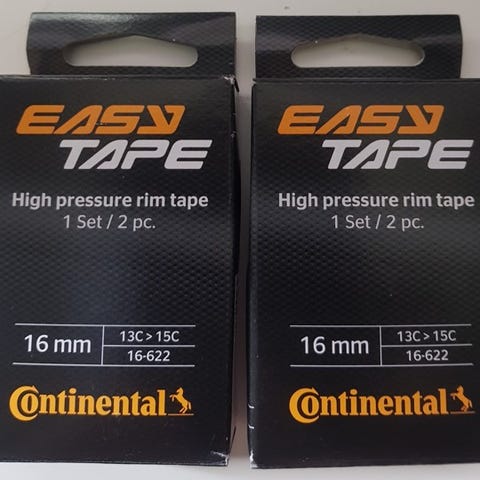 EASY
TAPE
High pressure rim tape
1 Set / 2 pc.
16 mm
13C > 15C
16-622
Continental
EASY
TAPE
High pressure rim tape
1 Set / 2 pc.
16 mm
13C > 15C
16-622
Continental